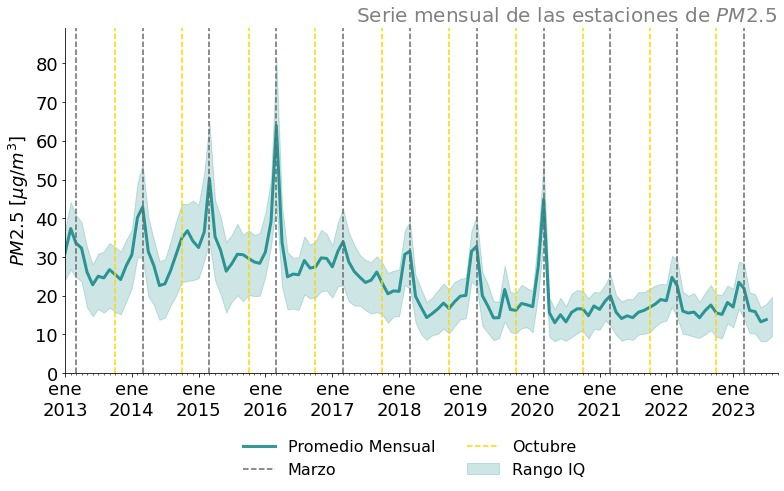 Serie mensual de las estaciones de PM2.5
PM2.5 [μg/m³]
80
70
60
50
40
30
20
10
0
ene ene ene ene ene ene ene ene ene ene ene
2013 2014 2015 2016 2017 2018 2019 2020 2021 2022 2023
Promedio Mensual Octubre
Marzo Rango IQ